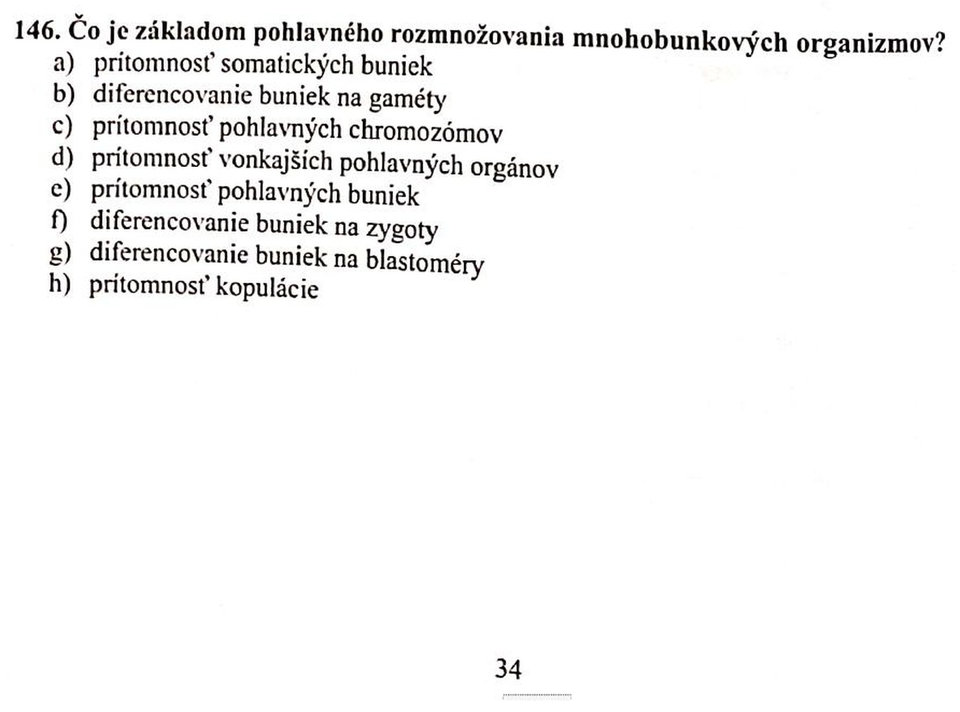 146. Čo je základom pohlavného rozmnožovania mnohobunkových organizmov?
a) prítomnosť somatických buniek
b) diferencovanie buniek na gaméty
c) prítomnosť pohlavných chromozómov
d) prítomnosť vonkajších pohlavných orgánov
e) prítomnosť pohlavných buniek
f) diferencovanie buniek na zygoty
g) diferencovanie buniek na blastoméry
h) prítomnosť kopulácie
34